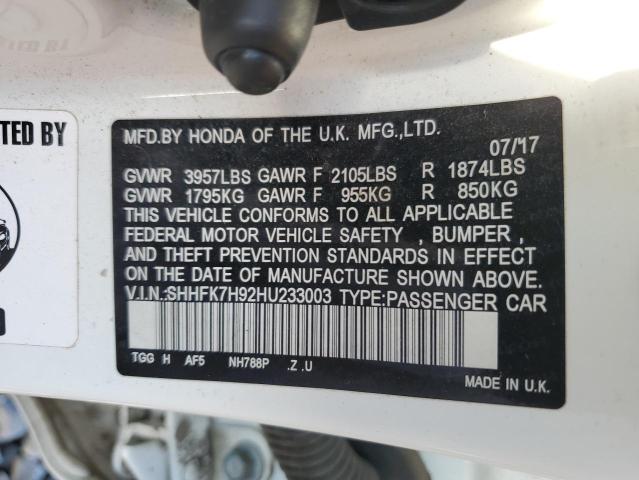 TED BY
MFD.BY HONDA OF THE U.K. MFG.,LTD.
07/17
GVWR 3957LBS GAWR F 2105LBS R 1874LBS
GVWR 1795KG GAWR F 955KG R 850KG
THIS VEHICLE CONFORMS TO ALL APPLICABLE
FEDERAL MOTOR VEHICLE SAFETY , BUMPER ,
AND THEFT PREVENTION STANDARDS IN EFFECT
ON THE DATE OF MANUFACTURE SHOWN ABOVE.
V.I.N.:SHHFK7H92HU233003 TYPE:PASSENGER CAR
TGG H AF5 NH788P .Z .U
MADE IN U.K.